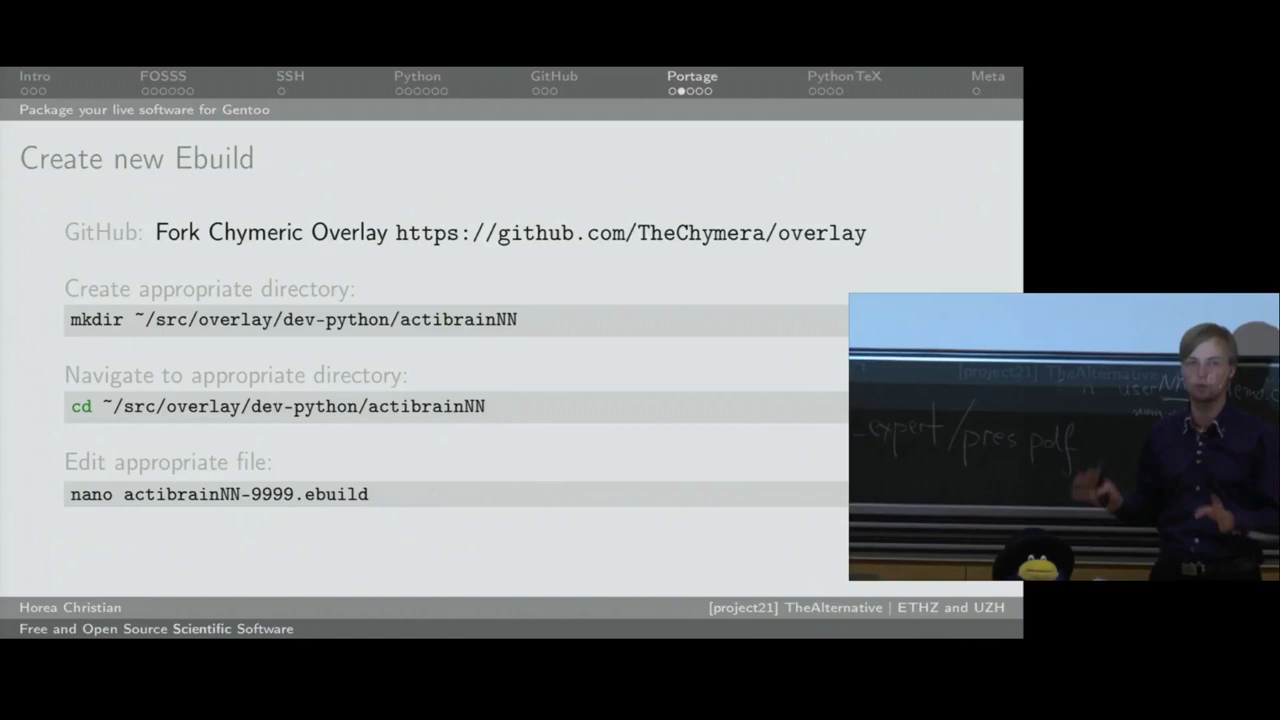 Intro FOSSS SSH Python GitHub Portage PythonTeX Meta
Package your live software for Gentoo
Create new Ebuild
GitHub: Fork Chymeric Overlay https://github.com/TheChymera/overlay
Create appropriate directory:
mkdir ~/src/overlay/dev-python/actibrainNN
Navigate to appropriate directory:
cd ~/src/overlay/dev-python/actibrainNN
Edit appropriate file:
nano actibrainNN-9999.ebuild
[project21] TheAlternative
user
_expert/pres pdf
Horea Christian [project21] TheAlternative | ETHZ and UZH
Free and Open Source Scientific Software